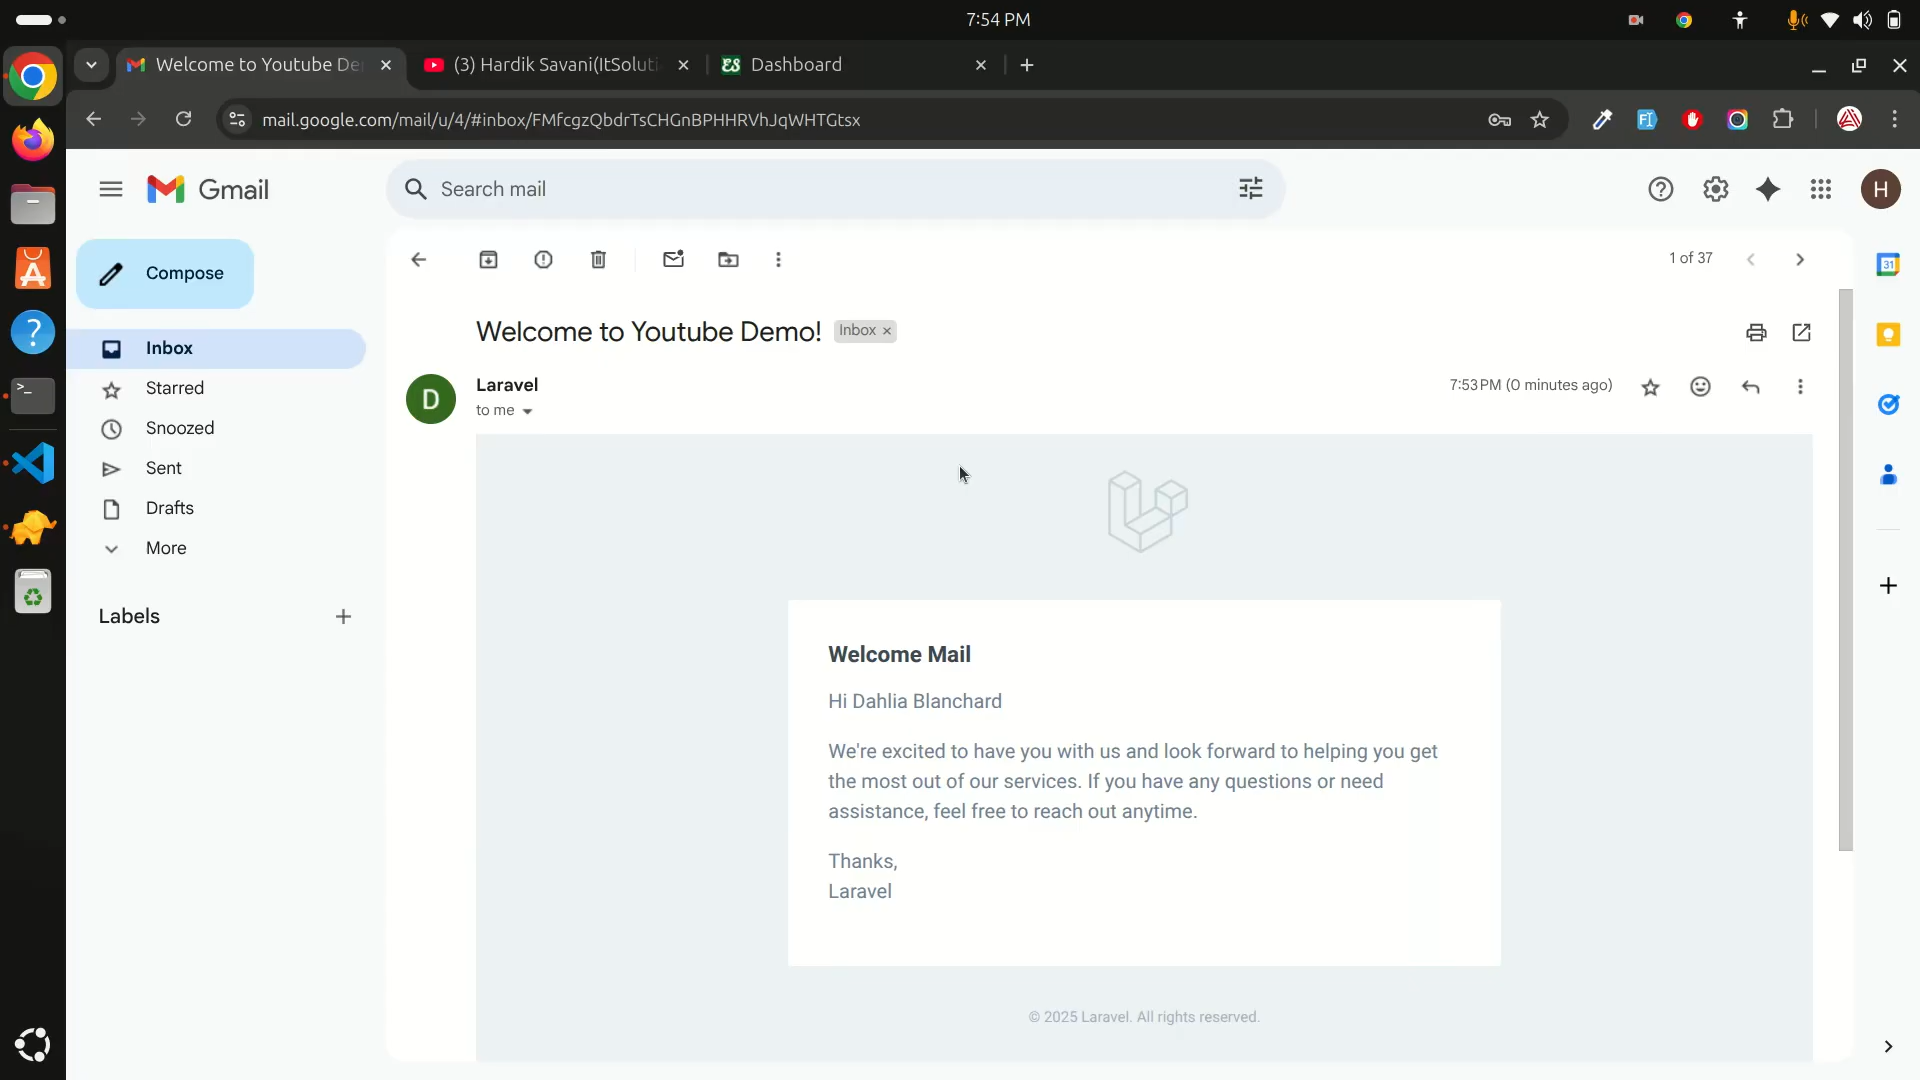 7:54 PM
Welcome to Youtube De
(3) Hardik Savani(ItSoluti
Dashboard
mail.google.com/mail/u/4/#inbox/FMfcgzQbdrTsCHGnBPHHRVhJqWHTGtsx
Gmail
Search mail
H
Compose
1 of 37
31
Welcome to Youtube Demo!
Inbox ×
Inbox
Starred
Snoozed
Sent
Drafts
More
Labels
D
Laravel
7:53 PM (0 minutes ago)
to me
Welcome Mail
Hi Dahlia Blanchard
We're excited to have you with us and look forward to helping you get
the most out of our services. If you have any questions or need
assistance, feel free to reach out anytime.
Thanks,
Laravel
© 2025 Laravel. All rights reserved.